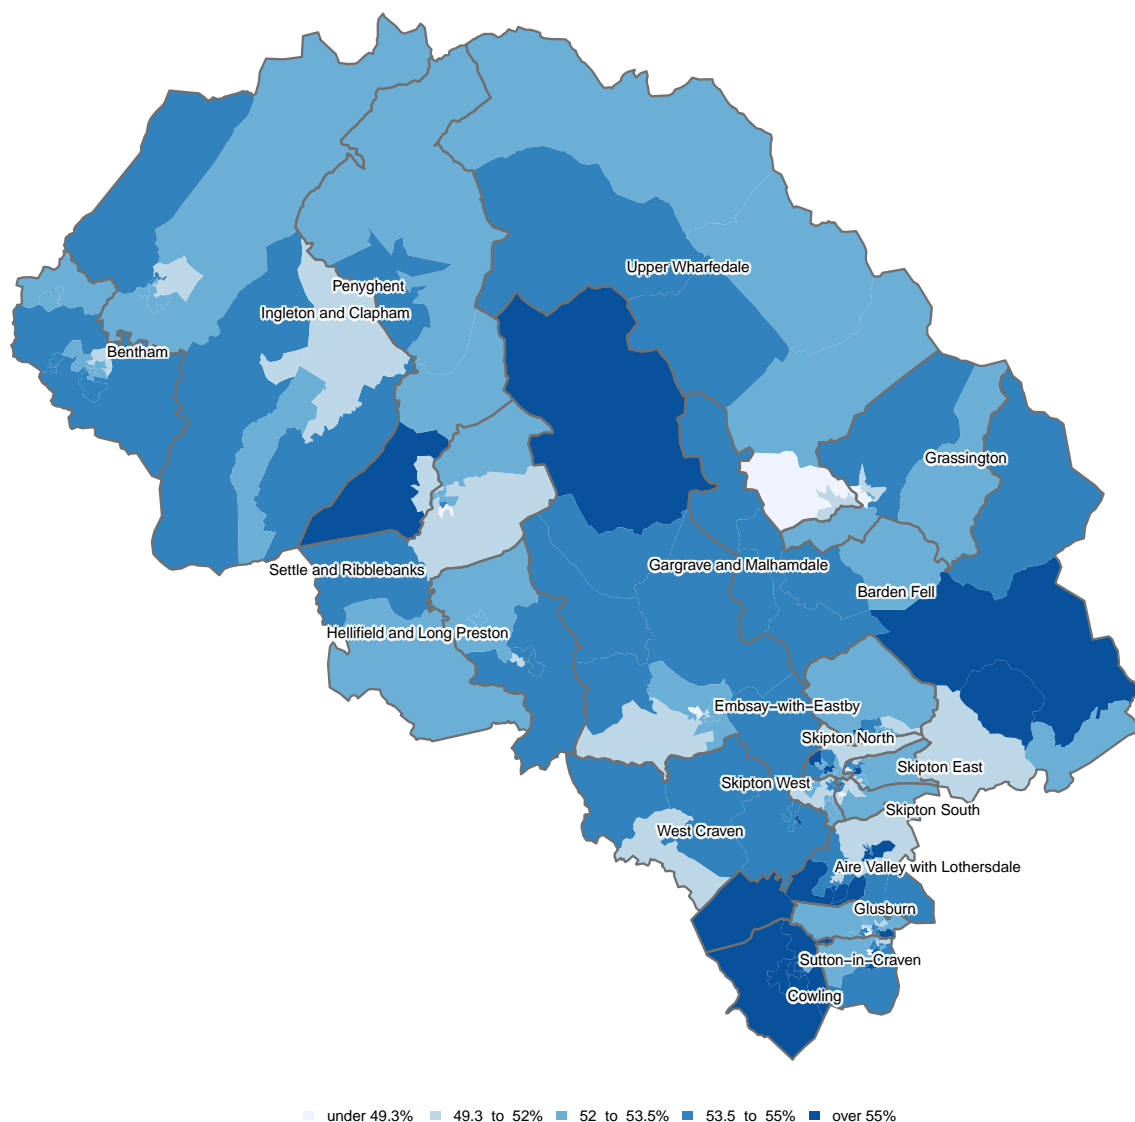 Upper Wharfedale
Penyghent
Ingleton and Clapham
Bentham
Grassington
Gargrave and Malhamdale
Settle and Ribblebanks
Barden Fell
Hellifield and Long Preston
Embsay−with−Eastby
Skipton North
Skipton East
Skipton West
Skipton South
West Craven
Aire Valley with Lothersdale
Glusburn
Sutton−in−Craven
Cowling
under 49.3% 49.3 to 52% 52 to 53.5% 53.5 to 55% over 55%